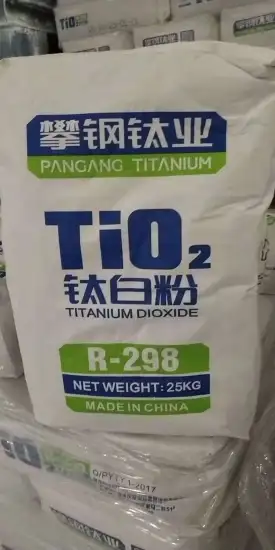 TiO
攀钢钛业
PANGANG TITANIUM
TiO2
钛白粉
TITANIUM DIOXIDE
R-298
NET WEIGHT: 25KG
MADE IN CHINA